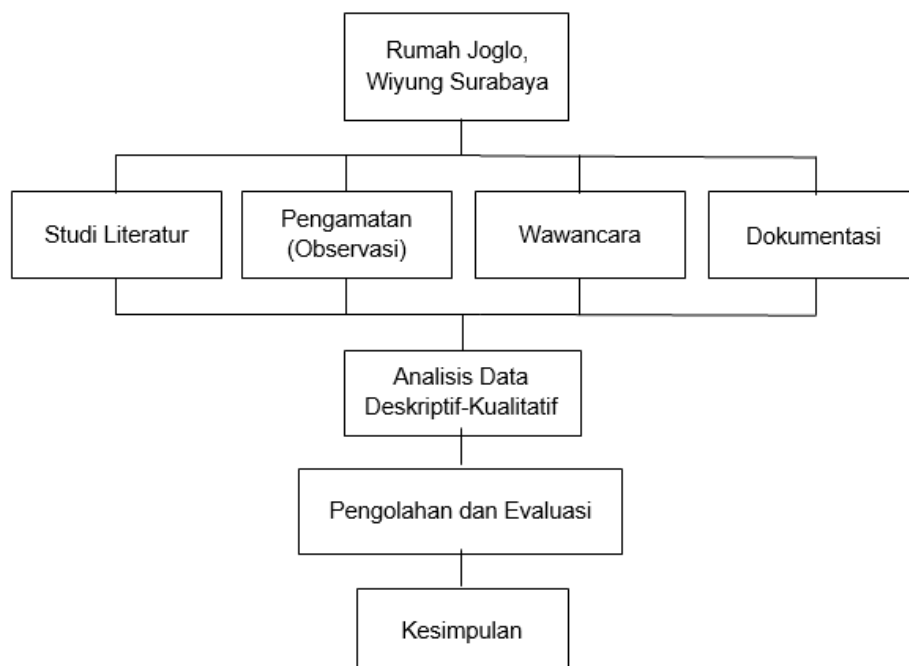 Rumah Joglo,
Wiyung Surabaya
Studi Literatur
Pengamatan
(Observasi)
Wawancara
Dokumentasi
Analisis Data
Deskriptif-Kualitatif
Pengolahan dan Evaluasi
Kesimpulan